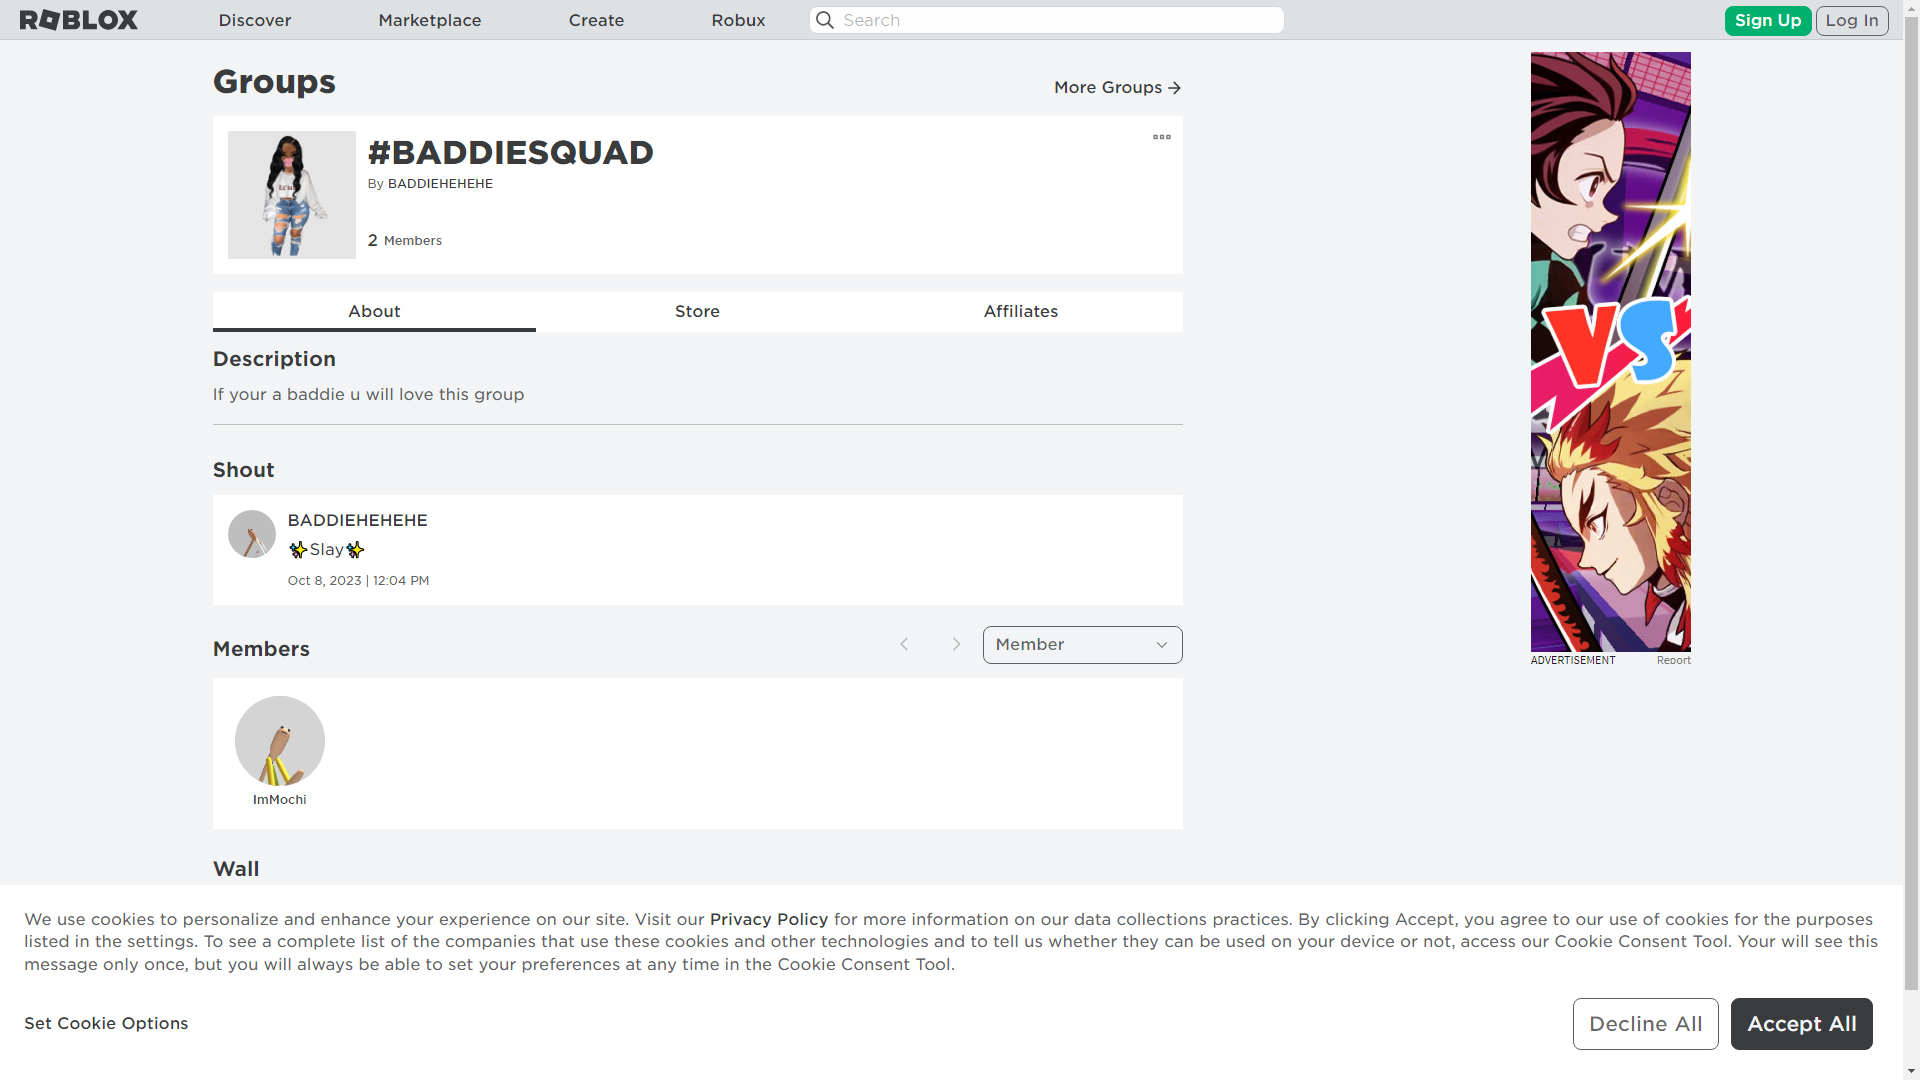 ROBLOX
Discover
Marketplace
Create
Robux
Search
Sign Up
Log In
Groups
More Groups
#BADDIESQUAD
By BADDIEHEHEHE
2 Members
About
Store
Affiliates
Description
If your a baddie u will love this group
Shout
BADDIEHEHEHE
✨Slay✨
Oct 8, 2023 | 12:04 PM
Members
Member
ImMochi
Wall
VS
ADVERTISEMENT
Report
We use cookies to personalize and enhance your experience on our site. Visit our Privacy Policy for more information on our data collections practices. By clicking Accept, you agree to our use of cookies for the purposes
listed in the settings. To see a complete list of the companies that use these cookies and other technologies and to tell us whether they can be used on your device or not, access our Cookie Consent Tool. Your will see this
message only once, but you will always be able to set your preferences at any time in the Cookie Consent Tool.
Set Cookie Options
Decline All
Accept All